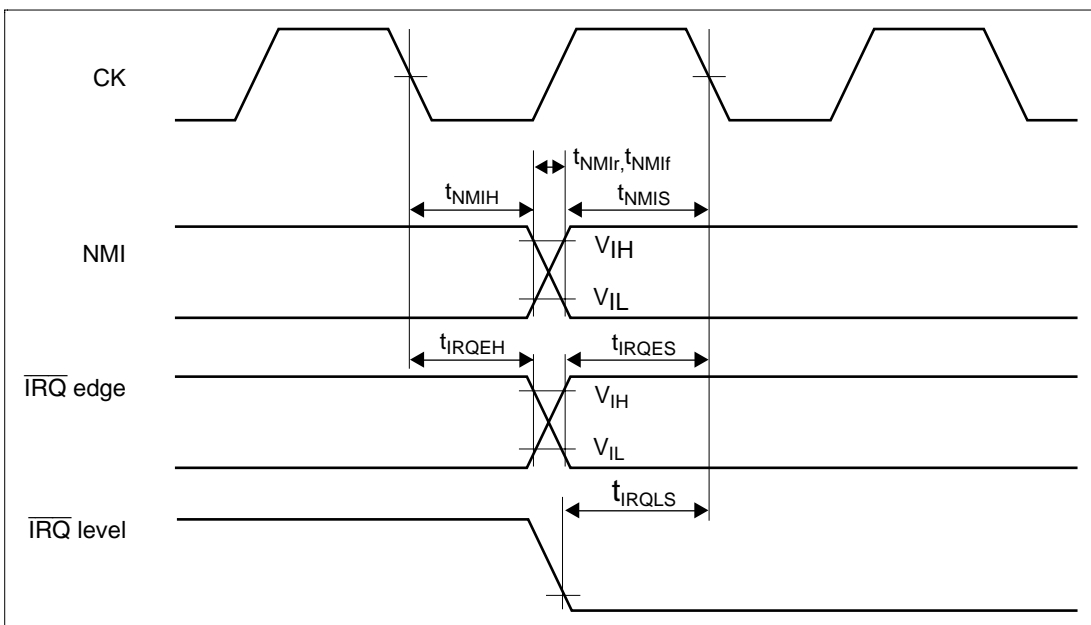 CK
tNMIr,tNMIf
tNMIH
tNMIS
NMI
VIH
VIL
tIRQEH
tIRQES
IRQ edge
VIH
VIL
tIRQLS
IRQ level